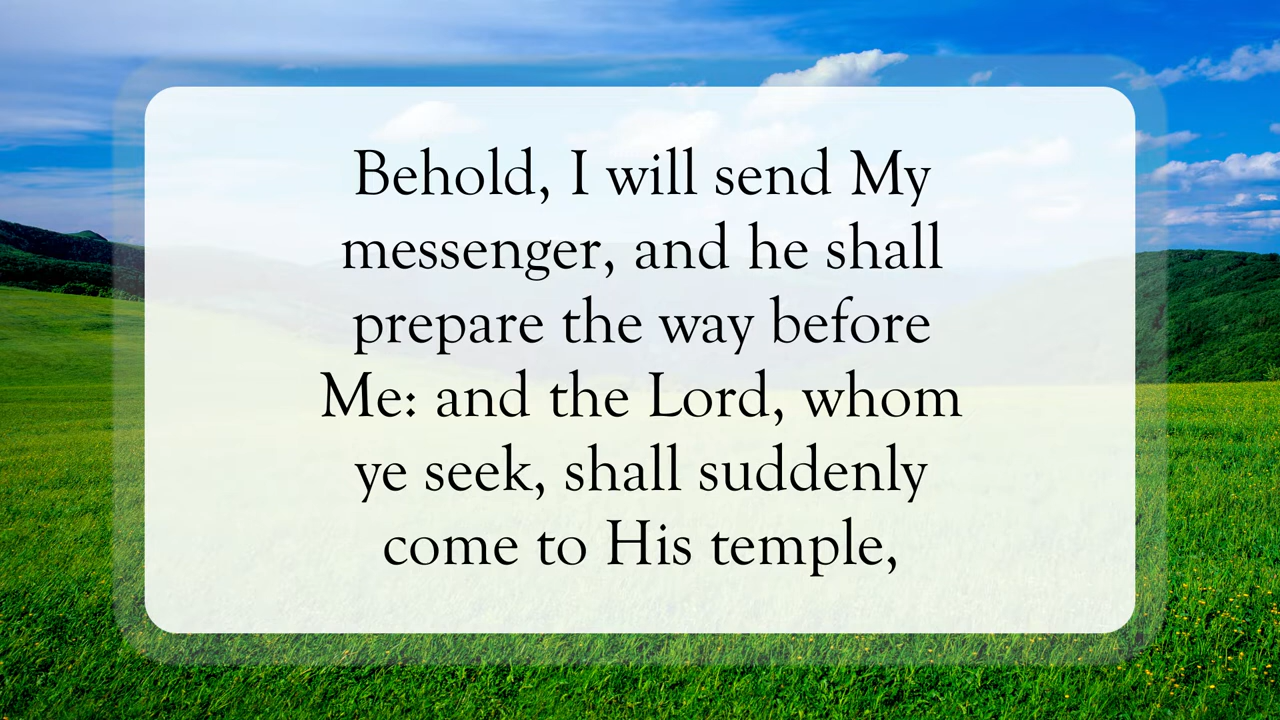 Behold, I will send My
messenger, and he shall
prepare the way before
Me: and the Lord, whom
ye seek, shall suddenly
come to His temple,